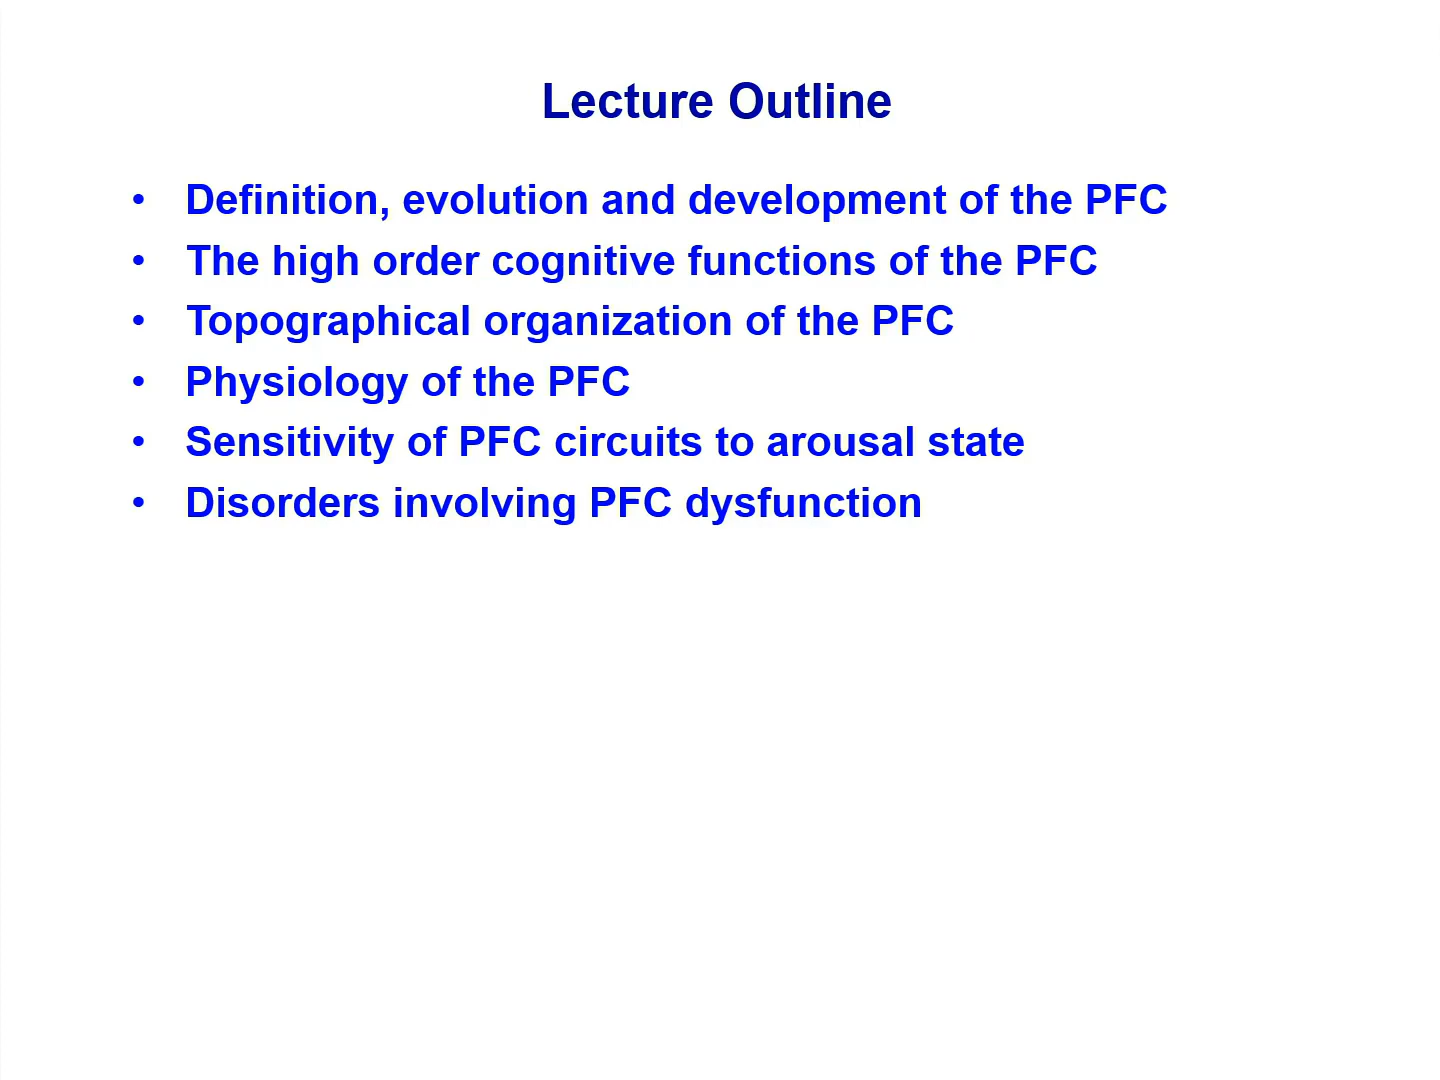 Lecture Outline
• Definition, evolution and development of the PFC
• The high order cognitive functions of the PFC
• Topographical organization of the PFC
• Physiology of the PFC
• Sensitivity of PFC circuits to arousal state
• Disorders involving PFC dysfunction